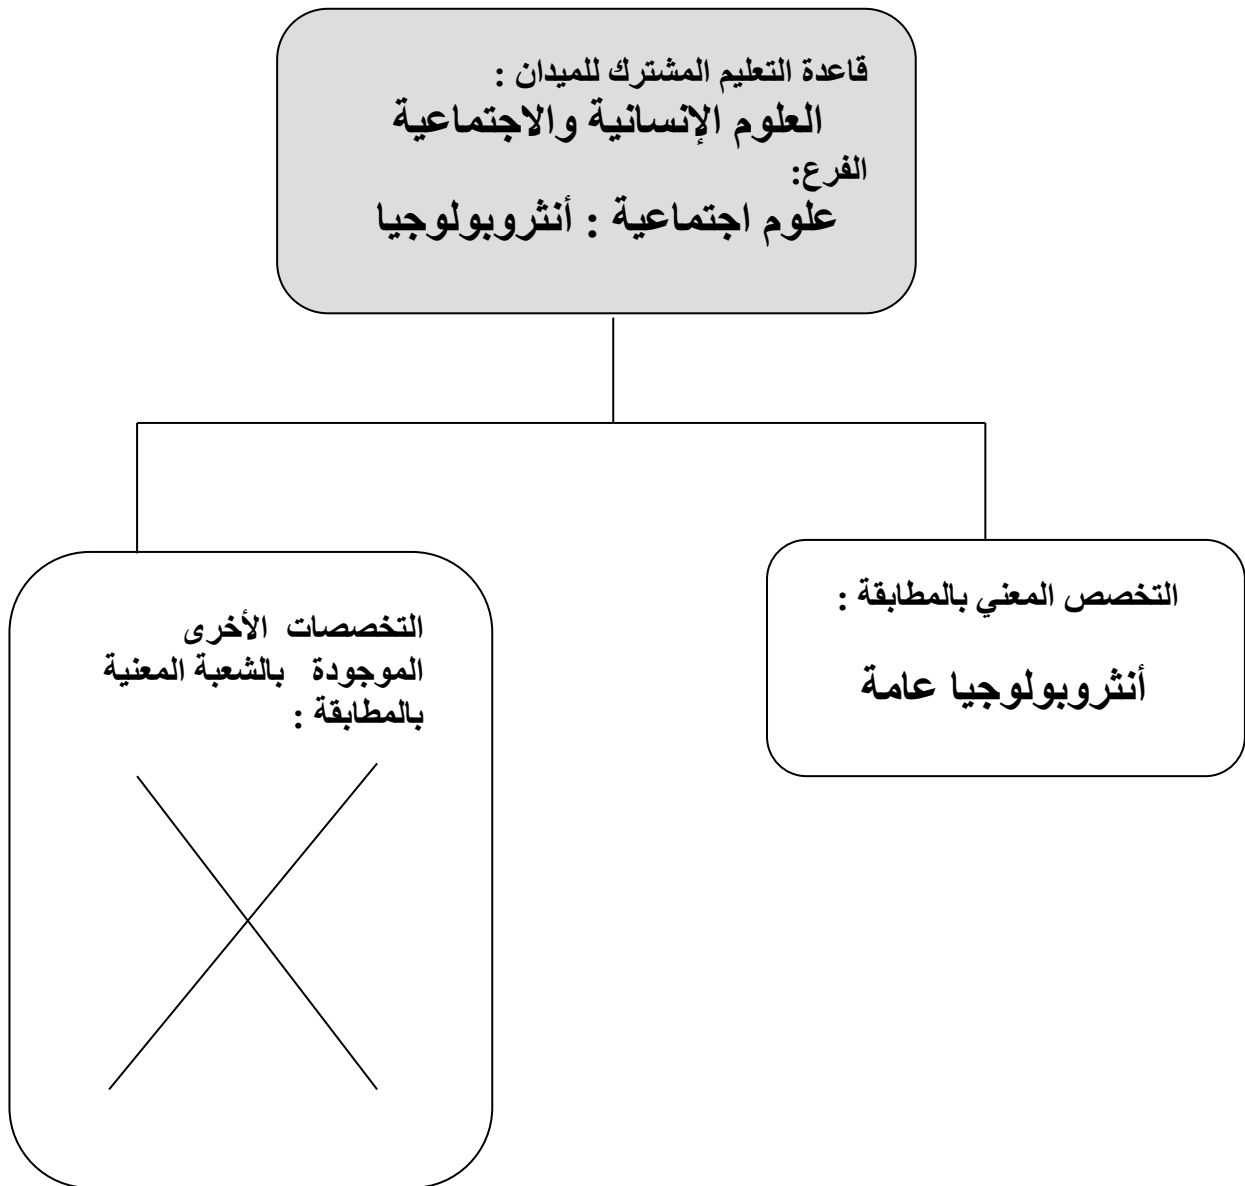 قاعدة التعليم المشترك للميدان :
العلوم الإنسانية والاجتماعية
الفرع:
علوم اجتماعية : أنثروبولوجيا
التخصص المعني بالمطابقة :
أنثروبولوجيا عامة
التخصصات الأخرى
الموجودة بالشعبة المعنية
بالمطابقة :